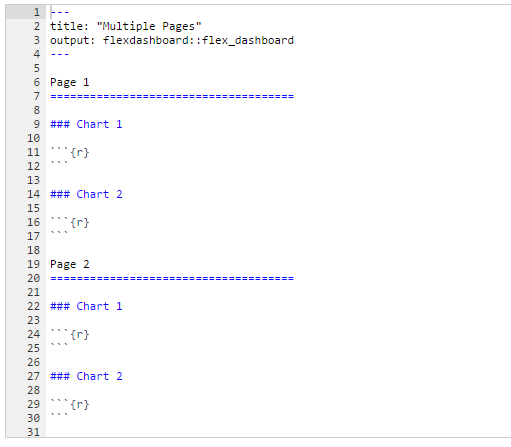 1 ---
2 title: "Multiple Pages"
3 output: flexdashboard::flex_dashboard
4 ---
5
6 Page 1
7 =====================================
8
9 ### Chart 1
10
11 ```{r}
12 ```
13
14 ### Chart 2
15
16 ```{r}
17 ```
18
19 Page 2
20 =====================================
21
22 ### Chart 1
23
24 ```{r}
25 ```
26
27 ### Chart 2
28
29 ```{r}
30 ```
31